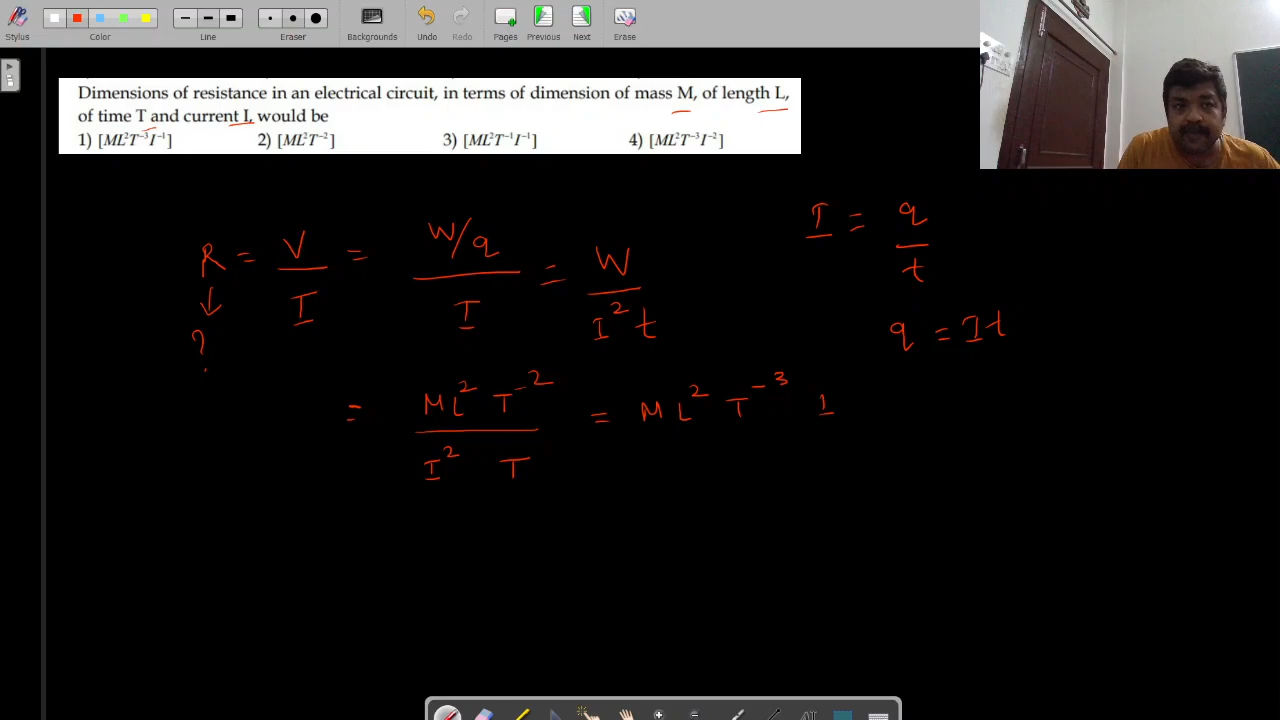 Stylus Color Line Eraser Backgrounds Undo Redo Pages Previous Next Erase
Dimensions of resistance in an electrical circuit, in terms of dimension of mass M, of length L,
of time T and current I, would be
1) [ML²T⁻³I⁻¹] 2) [ML²T⁻²] 3) [ML²T⁻¹I⁻¹] 4) [ML²T⁻³I⁻²]
R = V/I = (W/q)/I = W/(I²t)
?
I = q/t
q = It
= ML²T⁻²/(I² T) = ML²T⁻³ I